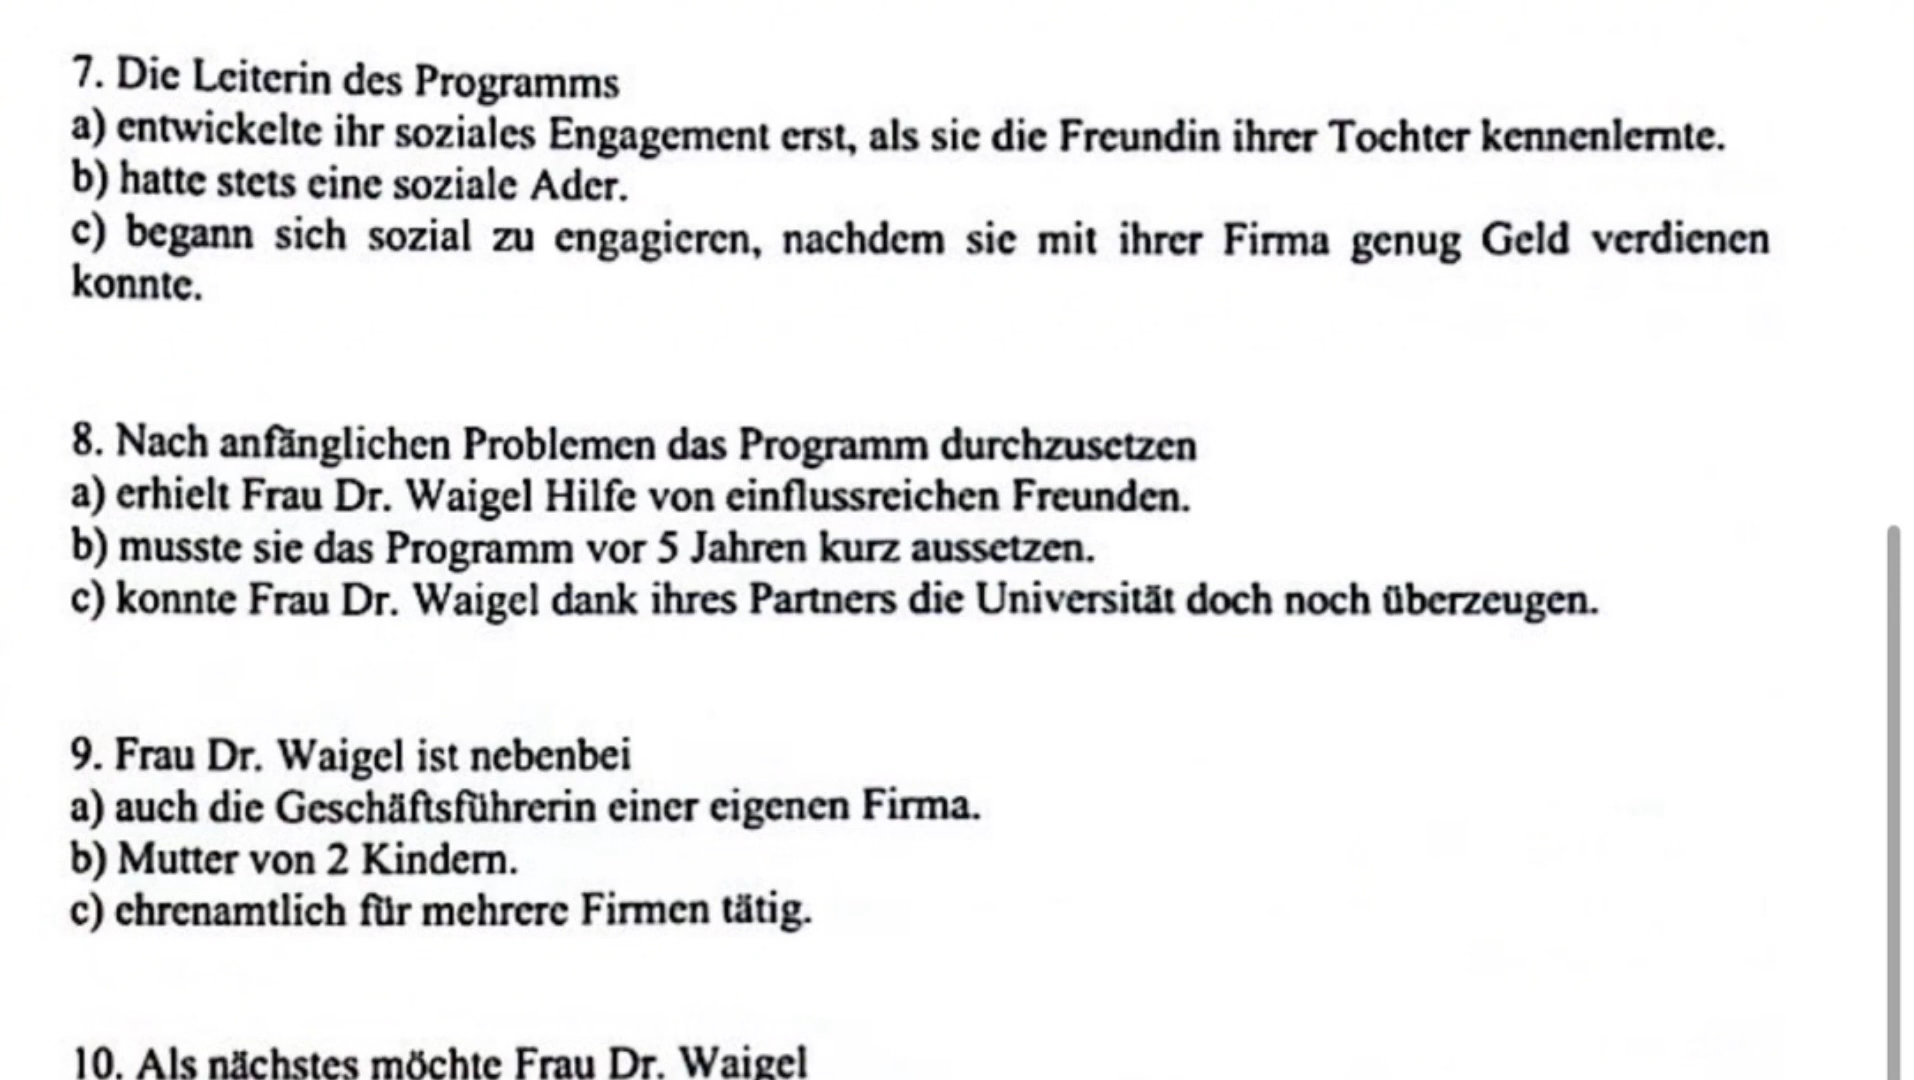 7. Die Leiterin des Programms
a) entwickelte ihr soziales Engagement erst, als sie die Freundin ihrer Tochter kennenlernte.
b) hatte stets eine soziale Ader.
c) begann sich sozial zu engagieren, nachdem sie mit ihrer Firma genug Geld verdienen
konnte.
8. Nach anfänglichen Problemen das Programm durchzusetzen
a) erhielt Frau Dr. Waigel Hilfe von einflussreichen Freunden.
b) musste sie das Programm vor 5 Jahren kurz aussetzen.
c) konnte Frau Dr. Waigel dank ihres Partners die Universität doch noch überzeugen.
9. Frau Dr. Waigel ist nebenbei
a) auch die Geschäftsführerin einer eigenen Firma.
b) Mutter von 2 Kindern.
c) ehrenamtlich für mehrere Firmen tätig.
10. Als nächstes möchte Frau Dr. Waigel